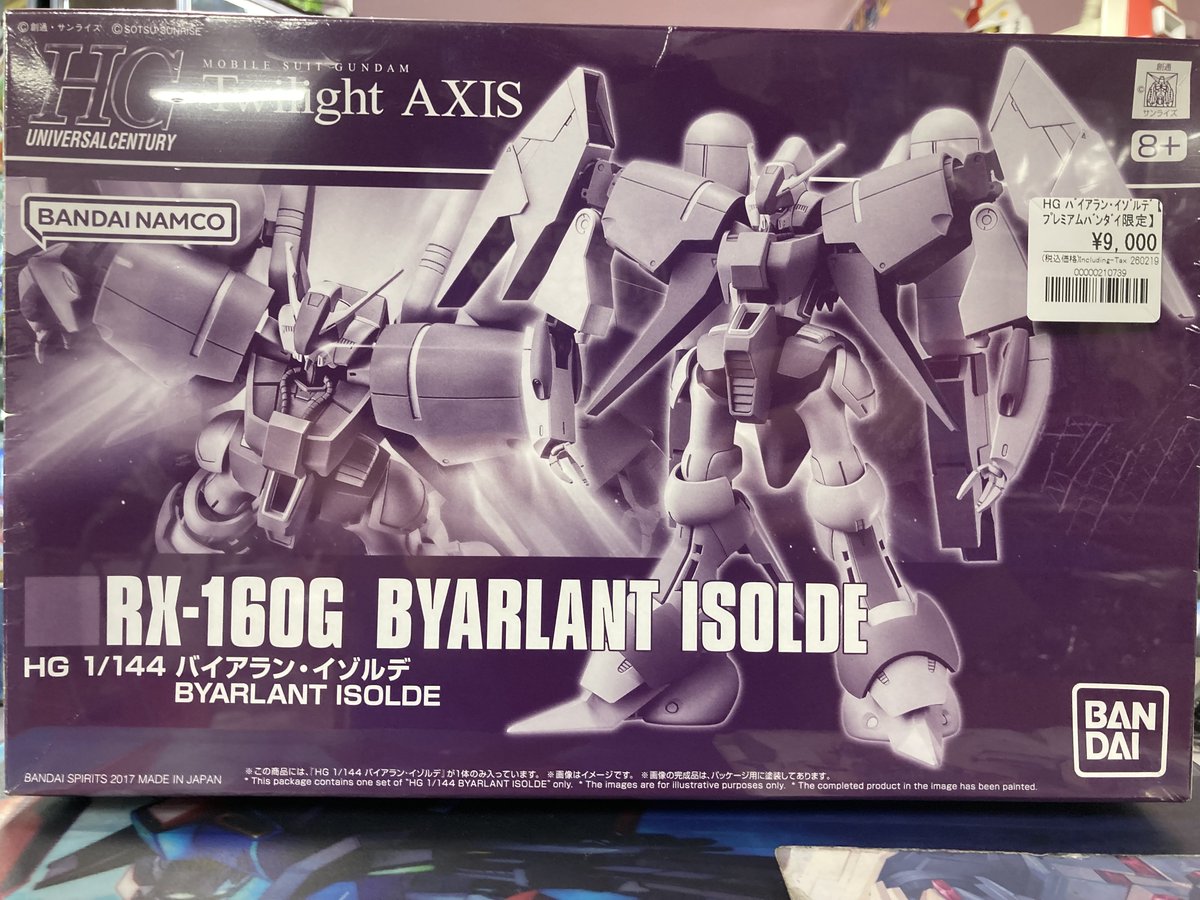 ©創通・サンライズ ©SOTSU·SUNRISE
HG
UNIVERSAL CENTURY
MOBILE SUIT GUNDAM
Twilight AXIS
創通
©
サンライズ
8+
BANDAI NAMCO
HG バイアラン・イゾルデ【
プレミアムバンダイ限定】
¥9,000
(税込価格)Including-Tax 260219
00000210739
RX-160G BYARLANT ISOLDE
HG 1/144 バイアラン・イゾルデ
BYARLANT ISOLDE
BAN
DAI
BANDAI SPIRITS 2017 MADE IN JAPAN
※この商品には、『HG 1/144 バイアラン・イゾルデ』が1体のみ入っています。 ※画像はイメージです。 ※画像の完成品は、パッケージ用に塗装してあります。
* This package contains one set of "HG 1/144 BYARLANT ISOLDE" only. * The images are for illustrative purposes only. * The completed product in the image has been painted.